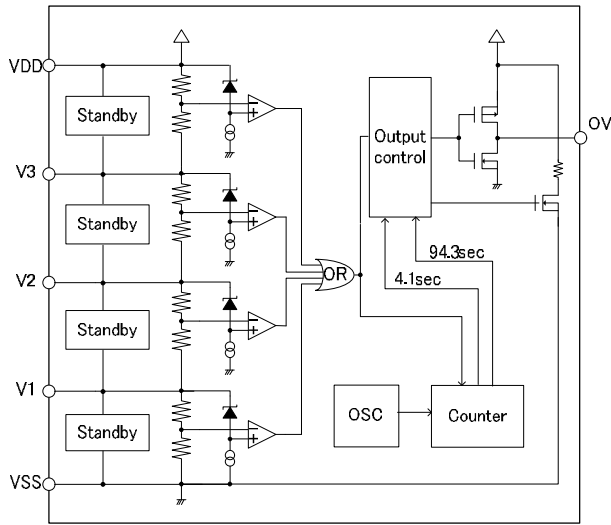 VDD
Standby
V3
Standby
V2
Standby
V1
Standby
VSS
OR
Output
control
OV
94.3sec
4.1sec
OSC
Counter